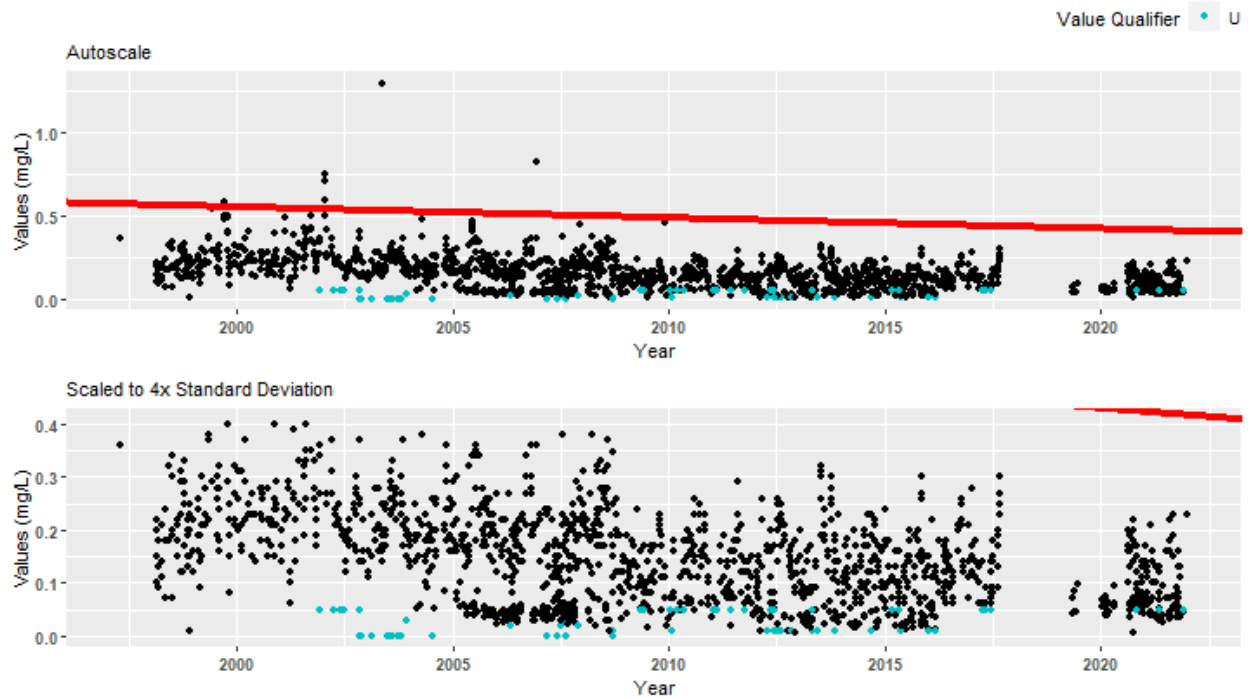 Value Qualifier U
Autoscale
Values (mg/L)
1.0
0.5
0.0
2000 2005 2010 2015 2020
Year
Scaled to 4x Standard Deviation
Values (mg/L)
0.4
0.3
0.2
0.1
0.0
2000 2005 2010 2015 2020
Year